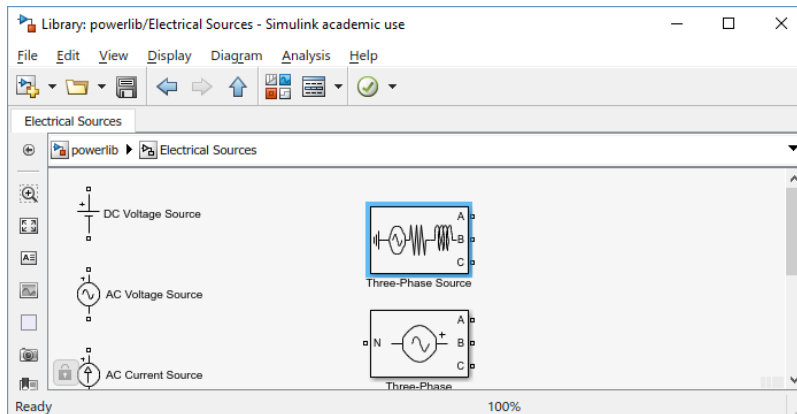 Library: powerlib/Electrical Sources - Simulink academic use
File Edit View Display Diagram Analysis Help
Electrical Sources
powerlib Electrical Sources
DC Voltage Source
AC Voltage Source
AC Current Source
A
B
C
Three-Phase Source
N
A
B
C
Three-Phase
Ready 100%